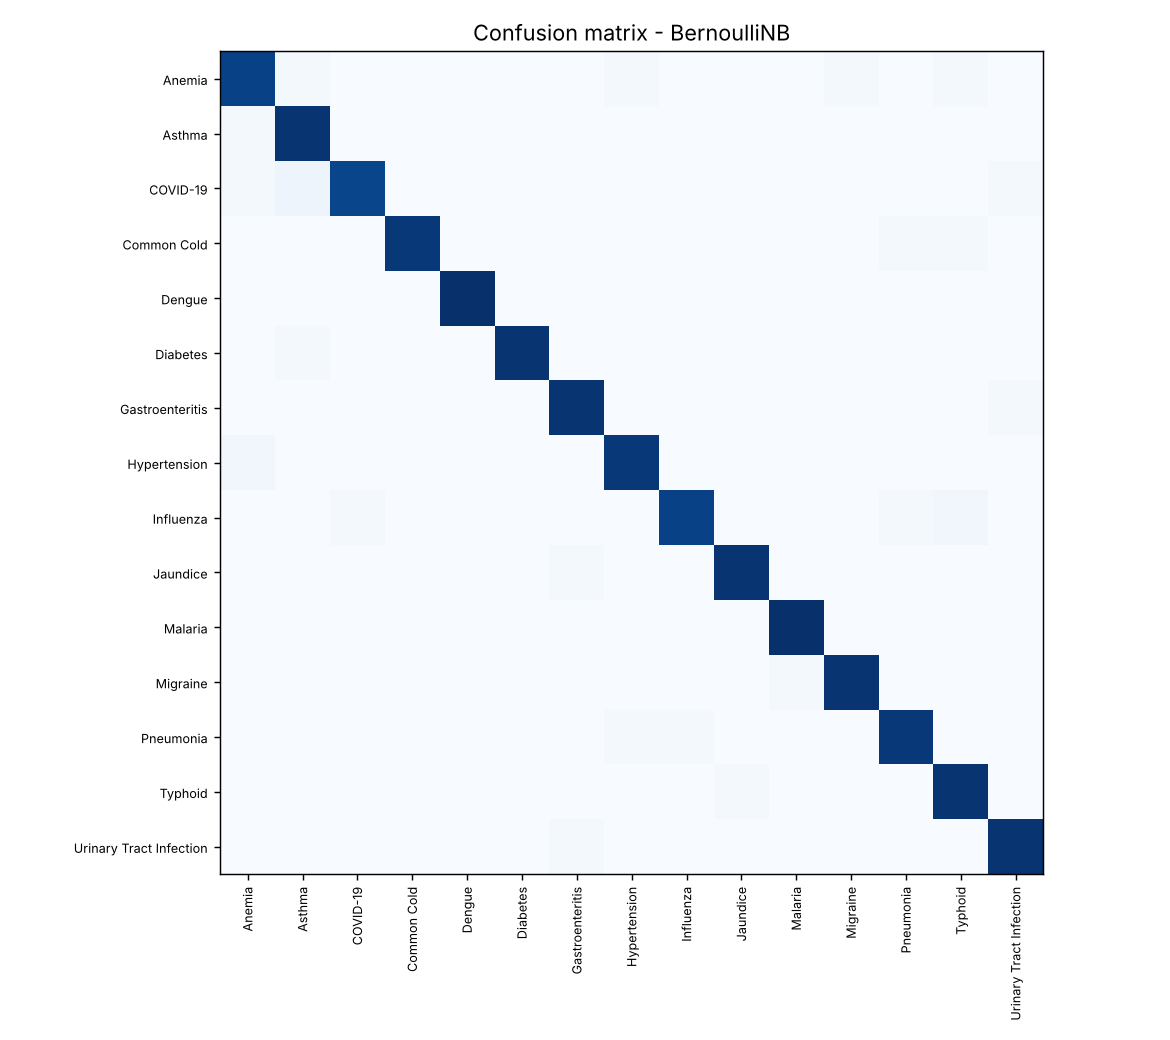 Confusion matrix - BernoulliNB
Anemia
Asthma
COVID-19
Common Cold
Dengue
Diabetes
Gastroenteritis
Hypertension
Influenza
Jaundice
Malaria
Migraine
Pneumonia
Typhoid
Urinary Tract Infection
Anemia
Asthma
COVID-19
Common Cold
Dengue
Diabetes
Gastroenteritis
Hypertension
Influenza
Jaundice
Malaria
Migraine
Pneumonia
Typhoid
Urinary Tract Infection